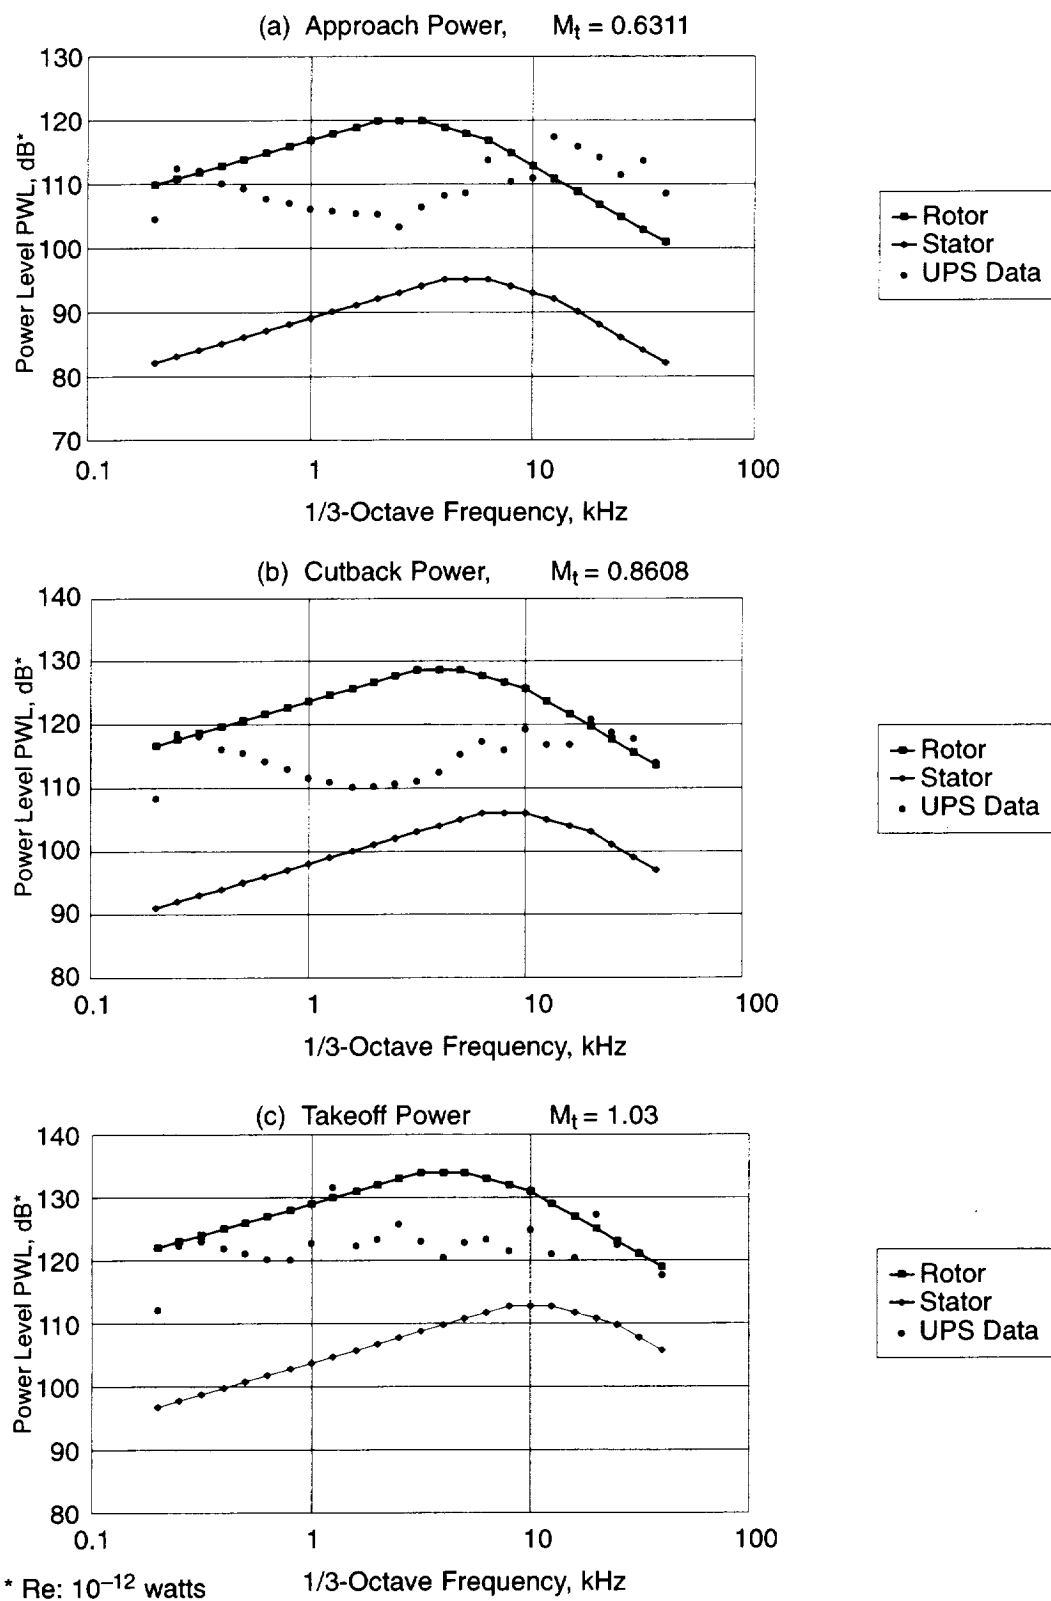 (a) Approach Power, Mt = 0.6311
130
120
110
100
90
80
70
Power Level PWL, dB*
0.1 1 10 100
1/3-Octave Frequency, kHz
Rotor
Stator
UPS Data
(b) Cutback Power, Mt = 0.8608
140
130
120
110
100
90
80
Power Level PWL, dB*
0.1 1 10 100
1/3-Octave Frequency, kHz
Rotor
Stator
UPS Data
(c) Takeoff Power Mt = 1.03
140
130
120
110
100
90
80
Power Level PWL, dB*
0.1 1 10 100
1/3-Octave Frequency, kHz
Rotor
Stator
UPS Data
* Re: 10–12 watts